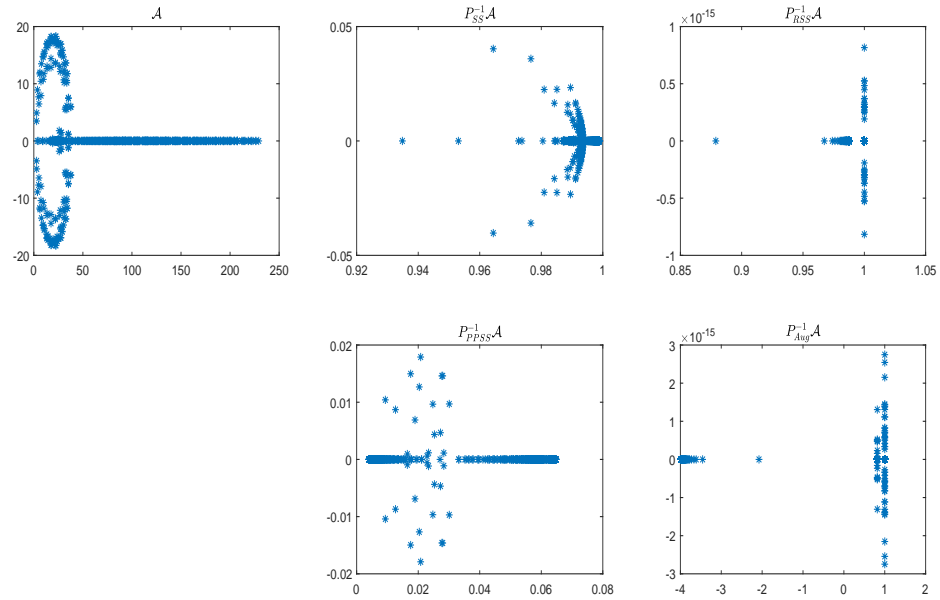 𝒜
20
10
0
-10
-20
0 50 100 150 200 250
P_{SS}^{-1}𝒜
0.05
0
-0.05
0.92 0.94 0.96 0.98 1
P_{RSS}^{-1}𝒜
×10^{-15}
1
0.5
0
-0.5
-1
0.85 0.9 0.95 1 1.05
P_{PPSS}^{-1}𝒜
0.02
0.01
0
-0.01
-0.02
0 0.02 0.04 0.06 0.08
P_{Aug}^{-1}𝒜
×10^{-15}
3
2
1
0
-1
-2
-3
-4 -3 -2 -1 0 1 2